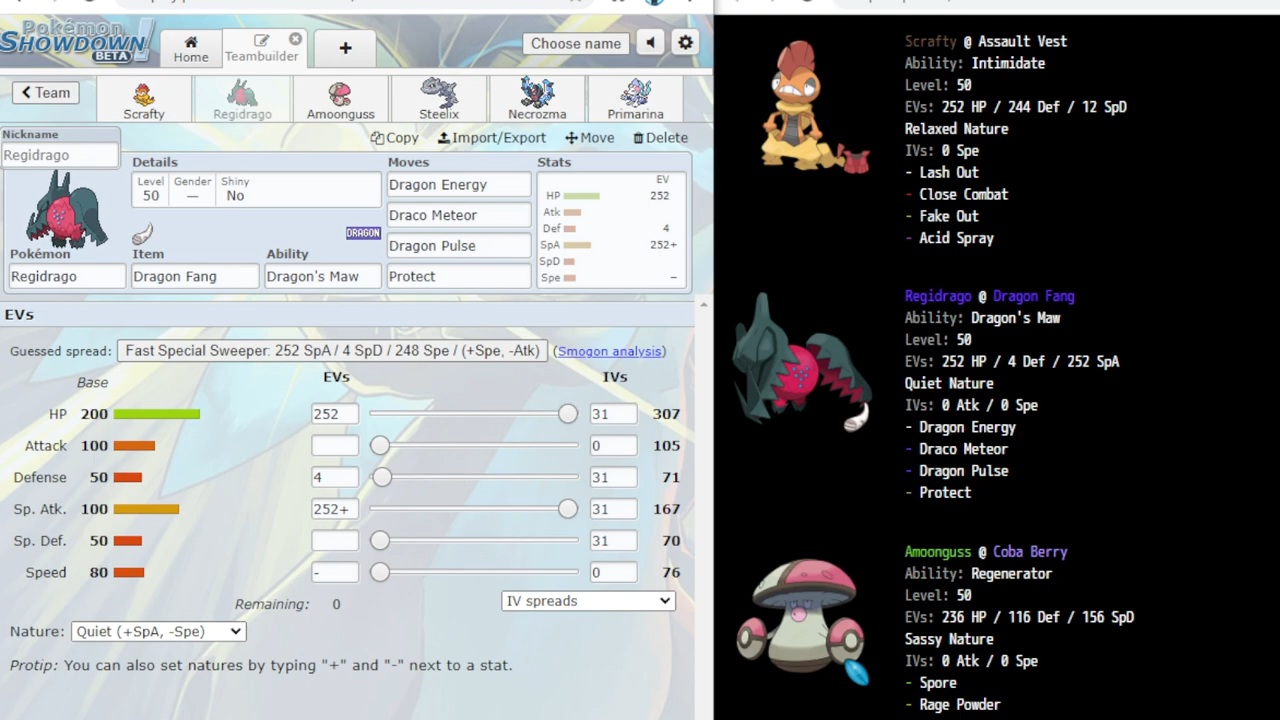 Pokémon
SHOWDOWN!
BETA
Home
Teambuilder
+
Choose name
Team
Scrafty
Regidrago
Amoonguss
Steelix
Necrozma
Primarina
Copy
Import/Export
Move
Delete
Nickname
Regidrago
Details
Level
50
Gender
—
Shiny
No
Moves
Dragon Energy
Draco Meteor
Dragon Pulse
Protect
Stats
EV
HP 252
Atk
Def 4
SpA 252+
SpD
Spe –
DRAGON
Pokémon
Regidrago
Item
Dragon Fang
Ability
Dragon's Maw
EVs
Guessed spread: Fast Special Sweeper: 252 SpA / 4 SpD / 248 Spe / (+Spe, -Atk) (Smogon analysis)
Base EVs IVs
HP 200 252 31 307
Attack 100 0 105
Defense 50 4 31 71
Sp. Atk. 100 252+ 31 167
Sp. Def. 50 31 70
Speed 80 - 0 76
Remaining: 0
IV spreads
Nature: Quiet (+SpA, -Spe)
Protip: You can also set natures by typing "+" and "-" next to a stat.
Scrafty @ Assault Vest
Ability: Intimidate
Level: 50
EVs: 252 HP / 244 Def / 12 SpD
Relaxed Nature
IVs: 0 Spe
- Lash Out
- Close Combat
- Fake Out
- Acid Spray
Regidrago @ Dragon Fang
Ability: Dragon's Maw
Level: 50
EVs: 252 HP / 4 Def / 252 SpA
Quiet Nature
IVs: 0 Atk / 0 Spe
- Dragon Energy
- Draco Meteor
- Dragon Pulse
- Protect
Amoonguss @ Coba Berry
Ability: Regenerator
Level: 50
EVs: 236 HP / 116 Def / 156 SpD
Sassy Nature
IVs: 0 Atk / 0 Spe
- Spore
- Rage Powder